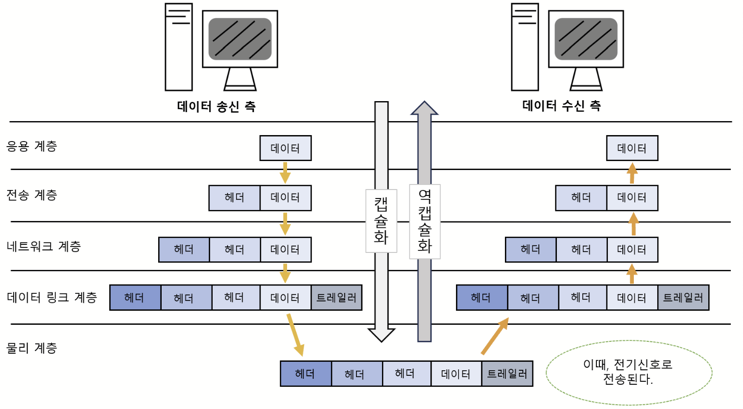 데이터 송신 측
데이터 수신 측
응용 계층
데이터
데이터
전송 계층
헤더 데이터
헤더 데이터
캡슐화
역캡슐화
네트워크 계층
헤더 헤더 데이터
헤더 헤더 데이터
데이터 링크 계층
헤더 헤더 헤더 데이터 트레일러
헤더 헤더 헤더 데이터 트레일러
물리 계층
헤더 헤더 헤더 데이터 트레일러
이때, 전기신호로
전송된다.